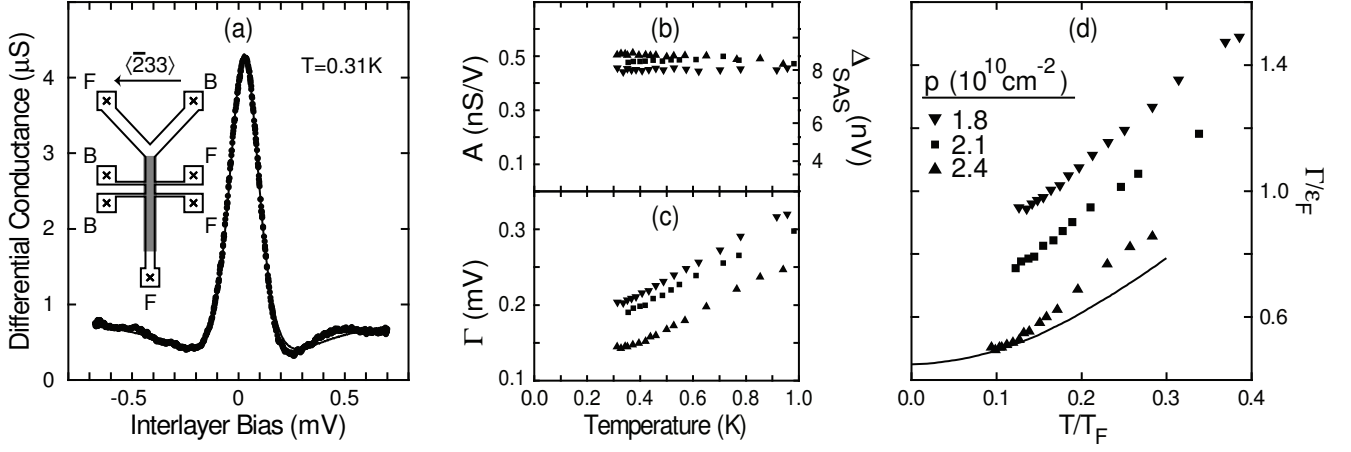 (a)
T=0.31K
⟨2̅33⟩
F
B
B
F
B
F
F
Differential Conductance (μS)
4
3
2
1
0
-0.5
0
0.5
Interlayer Bias (mV)
(b)
A (nS/V)
0.5
0.3
0.1
8
6
4
Δ_SAS (nV)
(c)
Γ (mV)
0.3
0.2
0.1
0.0 0.2 0.4 0.6 0.8 1.0
Temperature (K)
(d)
p (10^10 cm^-2)
▼ 1.8
■ 2.1
▲ 2.4
1.4
1.0
0.6
Γ/ε_F
0.0 0.1 0.2 0.3 0.4
T/T_F